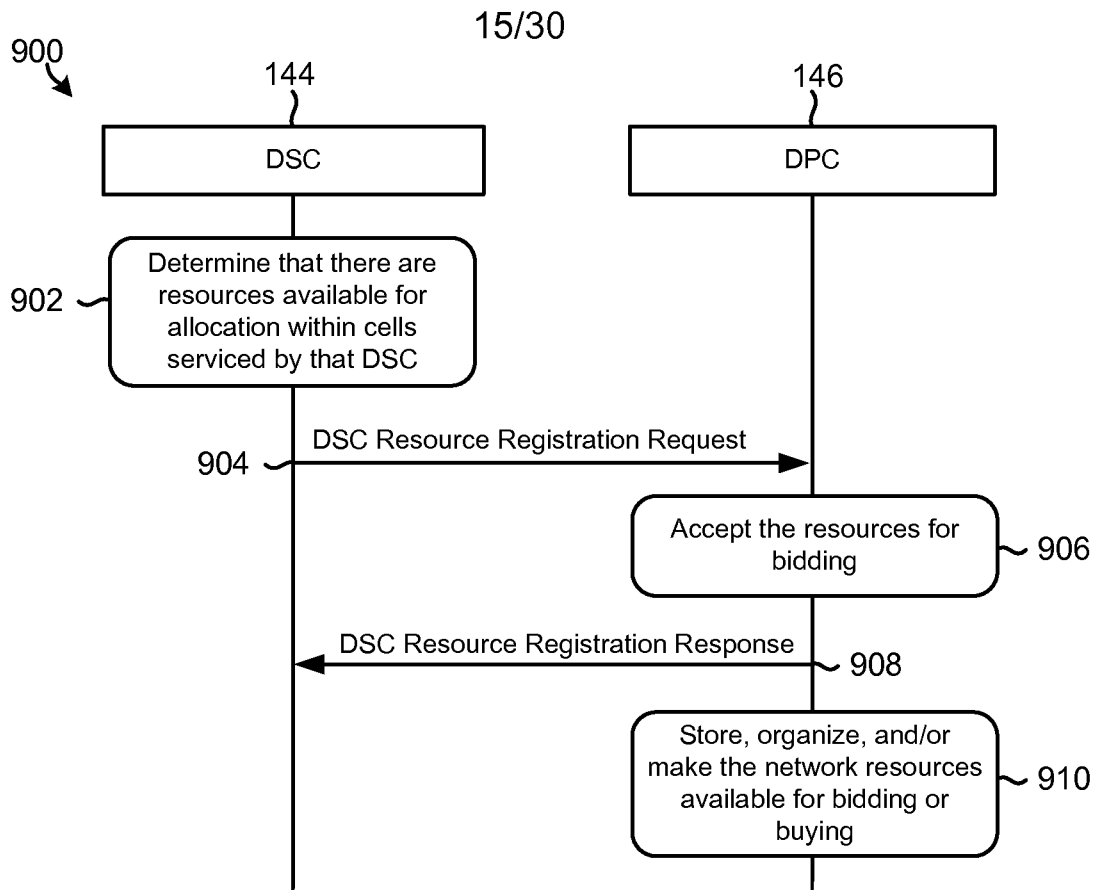 15/30
900
144
146
DSC
DPC
Determine that there are
resources available for
allocation within cells
serviced by that DSC
902
DSC Resource Registration Request
904
Accept the resources for
bidding
906
DSC Resource Registration Response
908
Store, organize, and/or
make the network resources
available for bidding or
buying
910